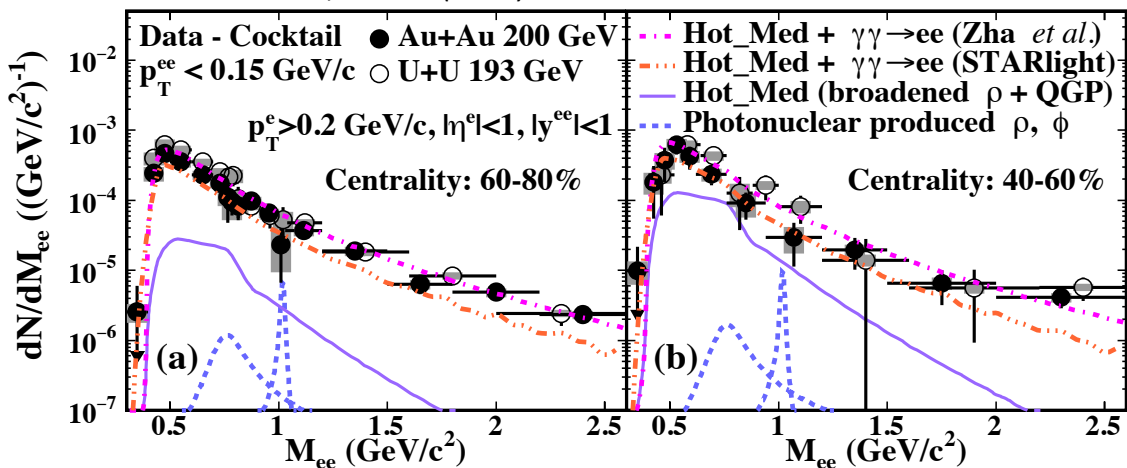 Data - Cocktail
Au+Au 200 GeV
p_T^ee < 0.15 GeV/c
U+U 193 GeV
p_T^e>0.2 GeV/c, |η^e|<1, |y^ee|<1
Centrality: 60-80%
(a)
Hot_Med + γγ→ee (Zha et al.)
Hot_Med + γγ→ee (STARlight)
Hot_Med (broadened ρ + QGP)
Photonuclear produced ρ, ϕ
Centrality: 40-60%
(b)
dN/dM_ee ((GeV/c^2)^-1)
10^-2
10^-3
10^-4
10^-5
10^-6
10^-7
0.5 1 1.5 2 2.5
0.5 1 1.5 2 2.5
M_ee (GeV/c^2)
M_ee (GeV/c^2)